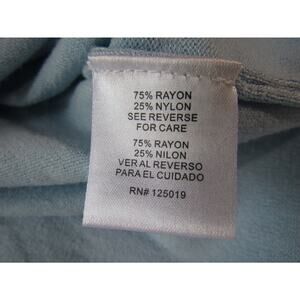 75% RAYON
25% NYLON
SEE REVERSE
FOR CARE
75% RAYON
25% NILON
VER AL REVERSO
PARA EL CUIDADO
RN# 125019